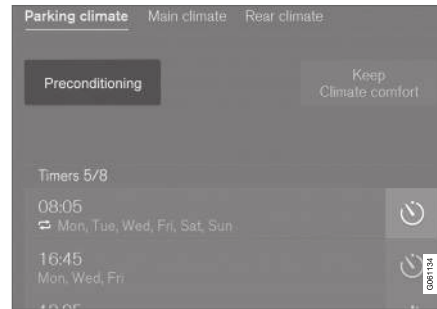 Parking climate Main climate Rear climate
Preconditioning
Keep
Climate comfort
Timers 5/8
08:05
Mon, Tue, Wed, Fri, Sat, Sun
16:45
Mon, Wed, Fri
G061134